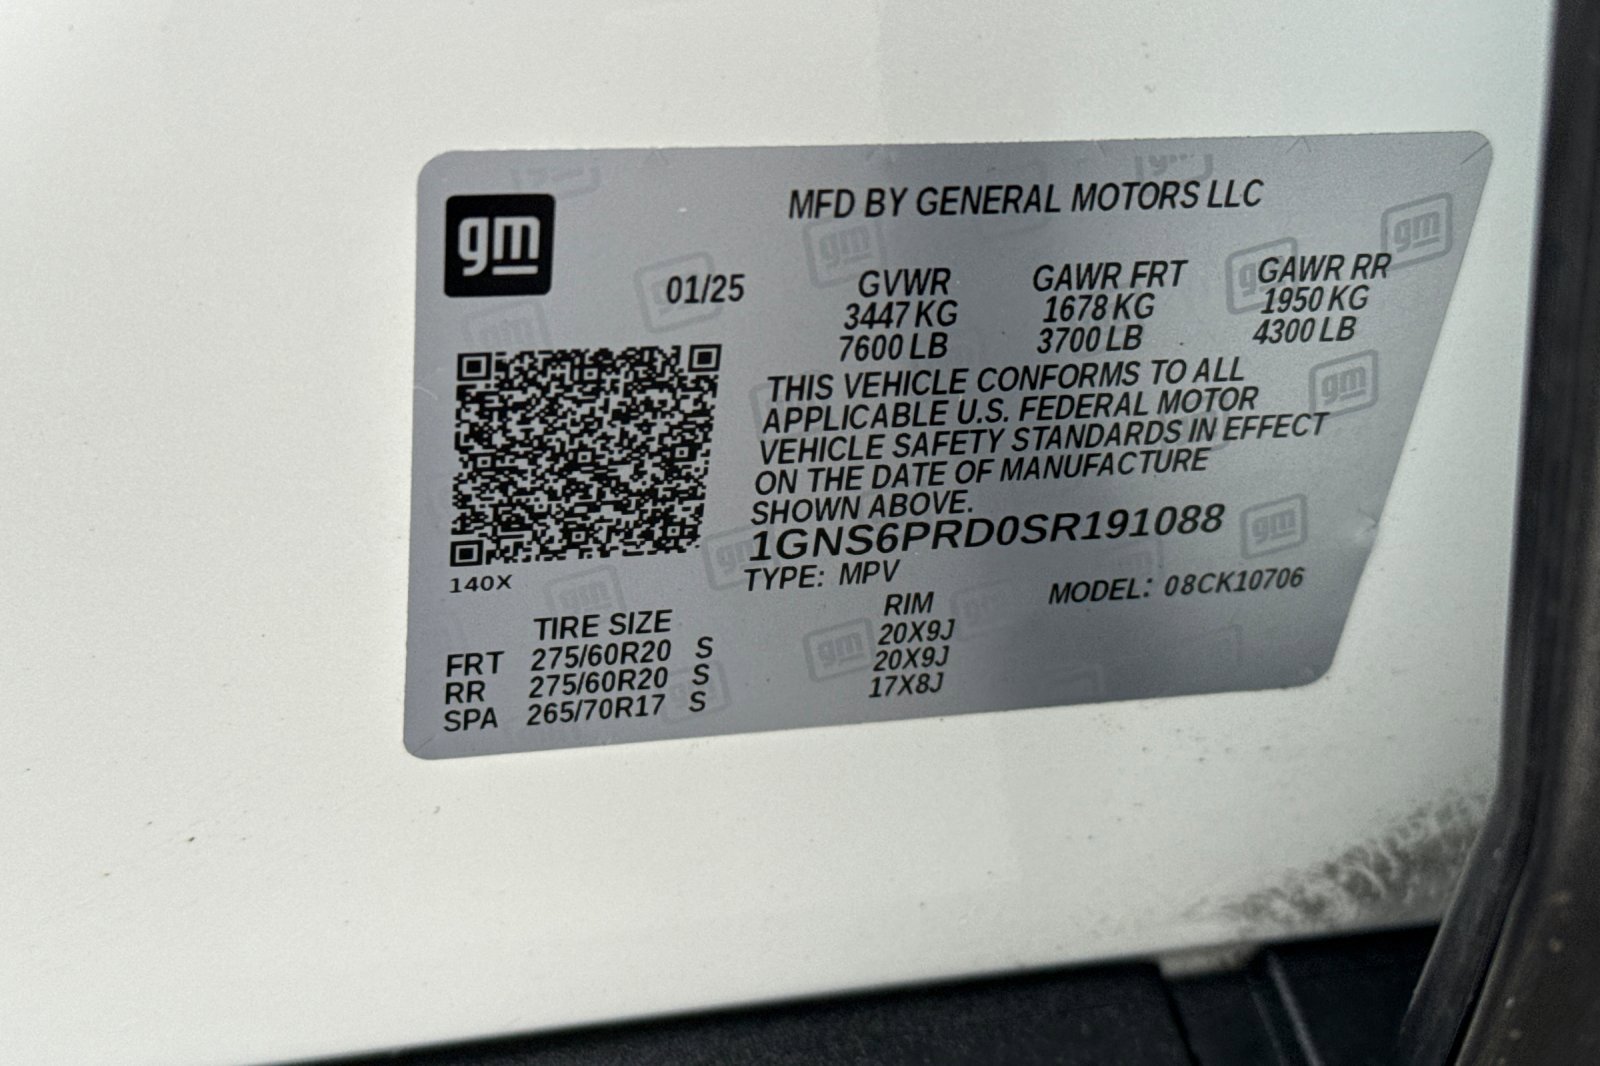 gm
MFD BY GENERAL MOTORS LLC
01/25 GVWR GAWR FRT GAWR RR
3447 KG 1678 KG 1950 KG
7600 LB 3700 LB 4300 LB
THIS VEHICLE CONFORMS TO ALL
APPLICABLE U.S. FEDERAL MOTOR
VEHICLE SAFETY STANDARDS IN EFFECT
ON THE DATE OF MANUFACTURE
SHOWN ABOVE.
1GNS6PRD0SR191088
TYPE: MPV MODEL: 08CK10706
140X
TIRE SIZE RIM
FRT 275/60R20 S 20X9J
RR 275/60R20 S 20X9J
SPA 265/70R17 S 17X8J